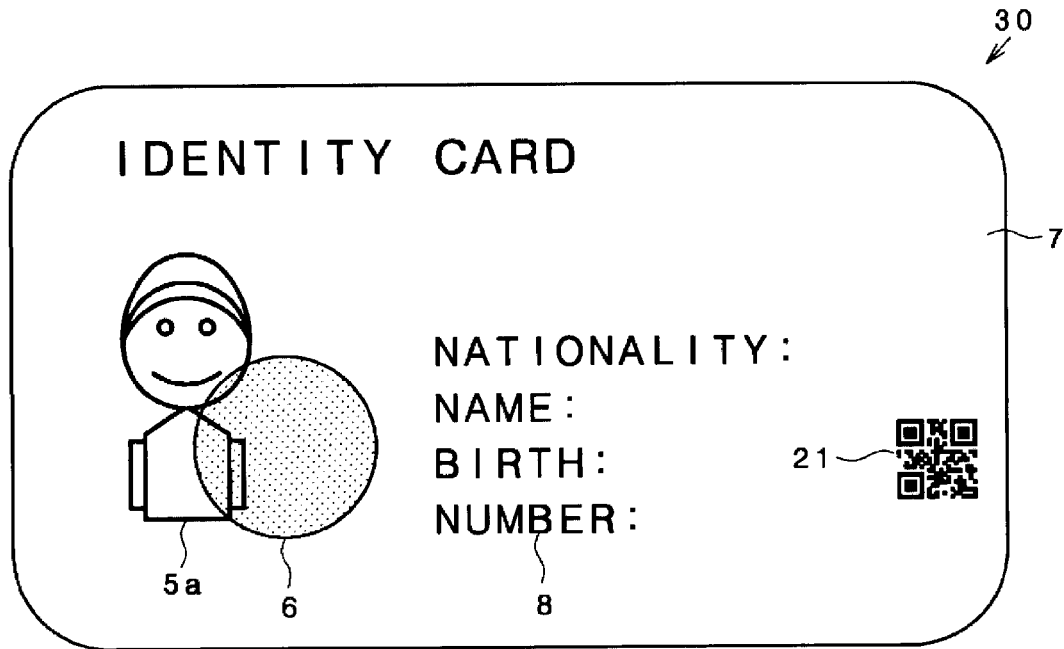 30
IDENTITY CARD
7
NATIONALITY:
NAME:
BIRTH:
NUMBER:
21
5a
6
8